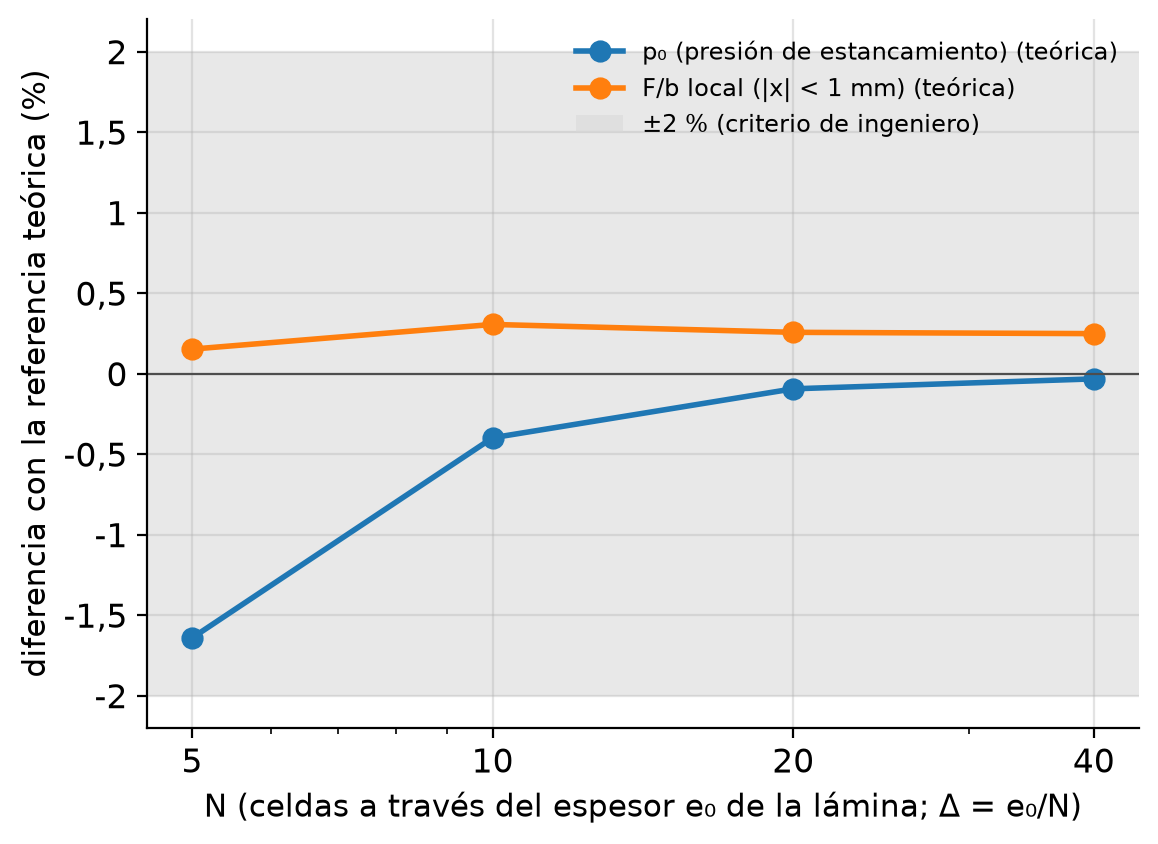 p₀ (presión de estancamiento) (teórica)
F/b local (|x| < 1 mm) (teórica)
±2 % (criterio de ingeniero)
diferencia con la referencia teórica (%)
2
1,5
1
0,5
0
-0,5
-1
-1,5
-2
5 10 20 40
N (celdas a través del espesor e₀ de la lámina; Δ = e₀/N)